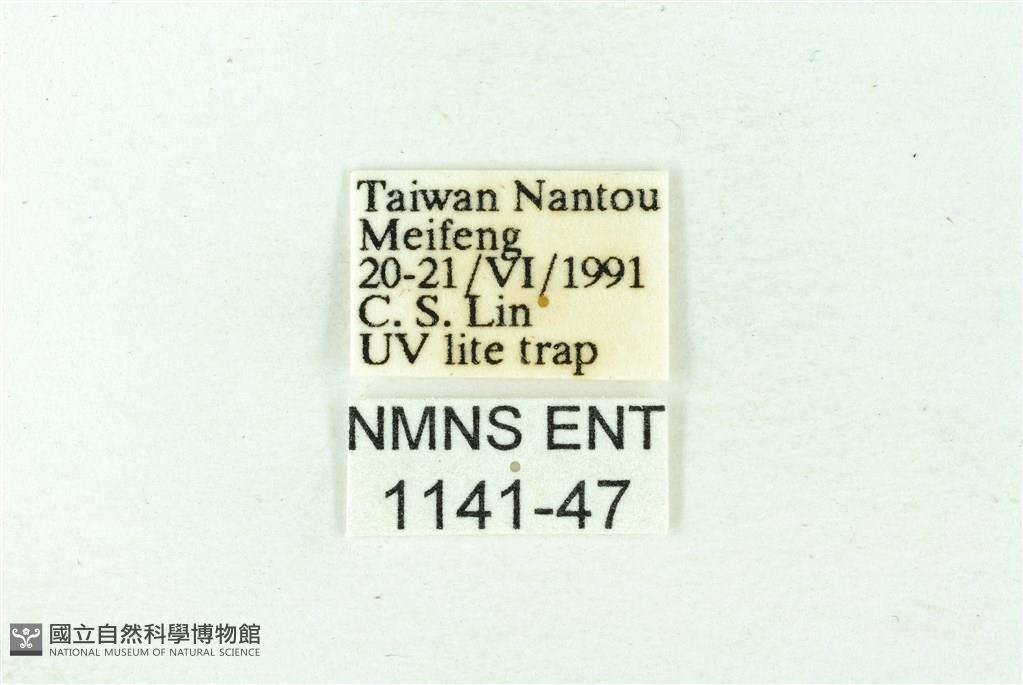 Taiwan Nantou
Meifeng
20-21/VI/1991
C. S. Lin
UV lite trap
NMNS ENT
1141-47
國立自然科學博物館
NATIONAL MUSEUM OF NATURAL SCIENCE